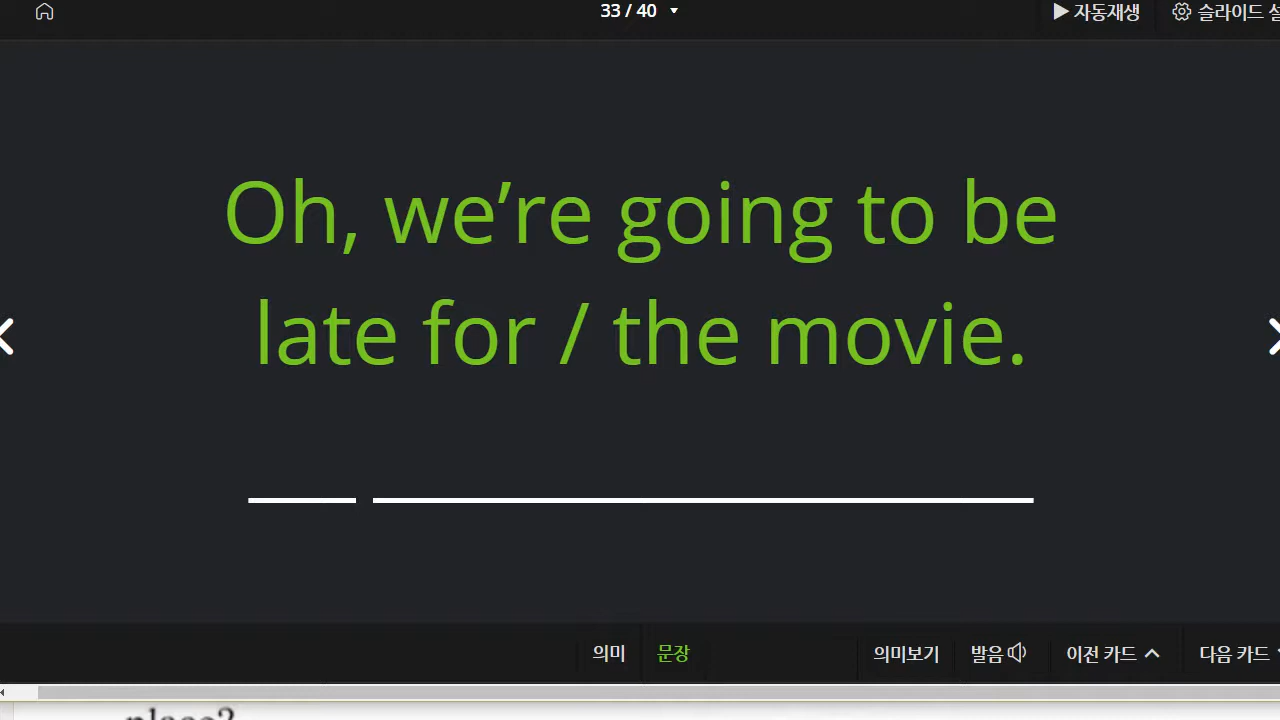 33 / 40
자동재생
슬라이드
Oh, we’re going to be
late for / the movie.
의미
문장
의미보기
발음
이전 카드
다음 카드